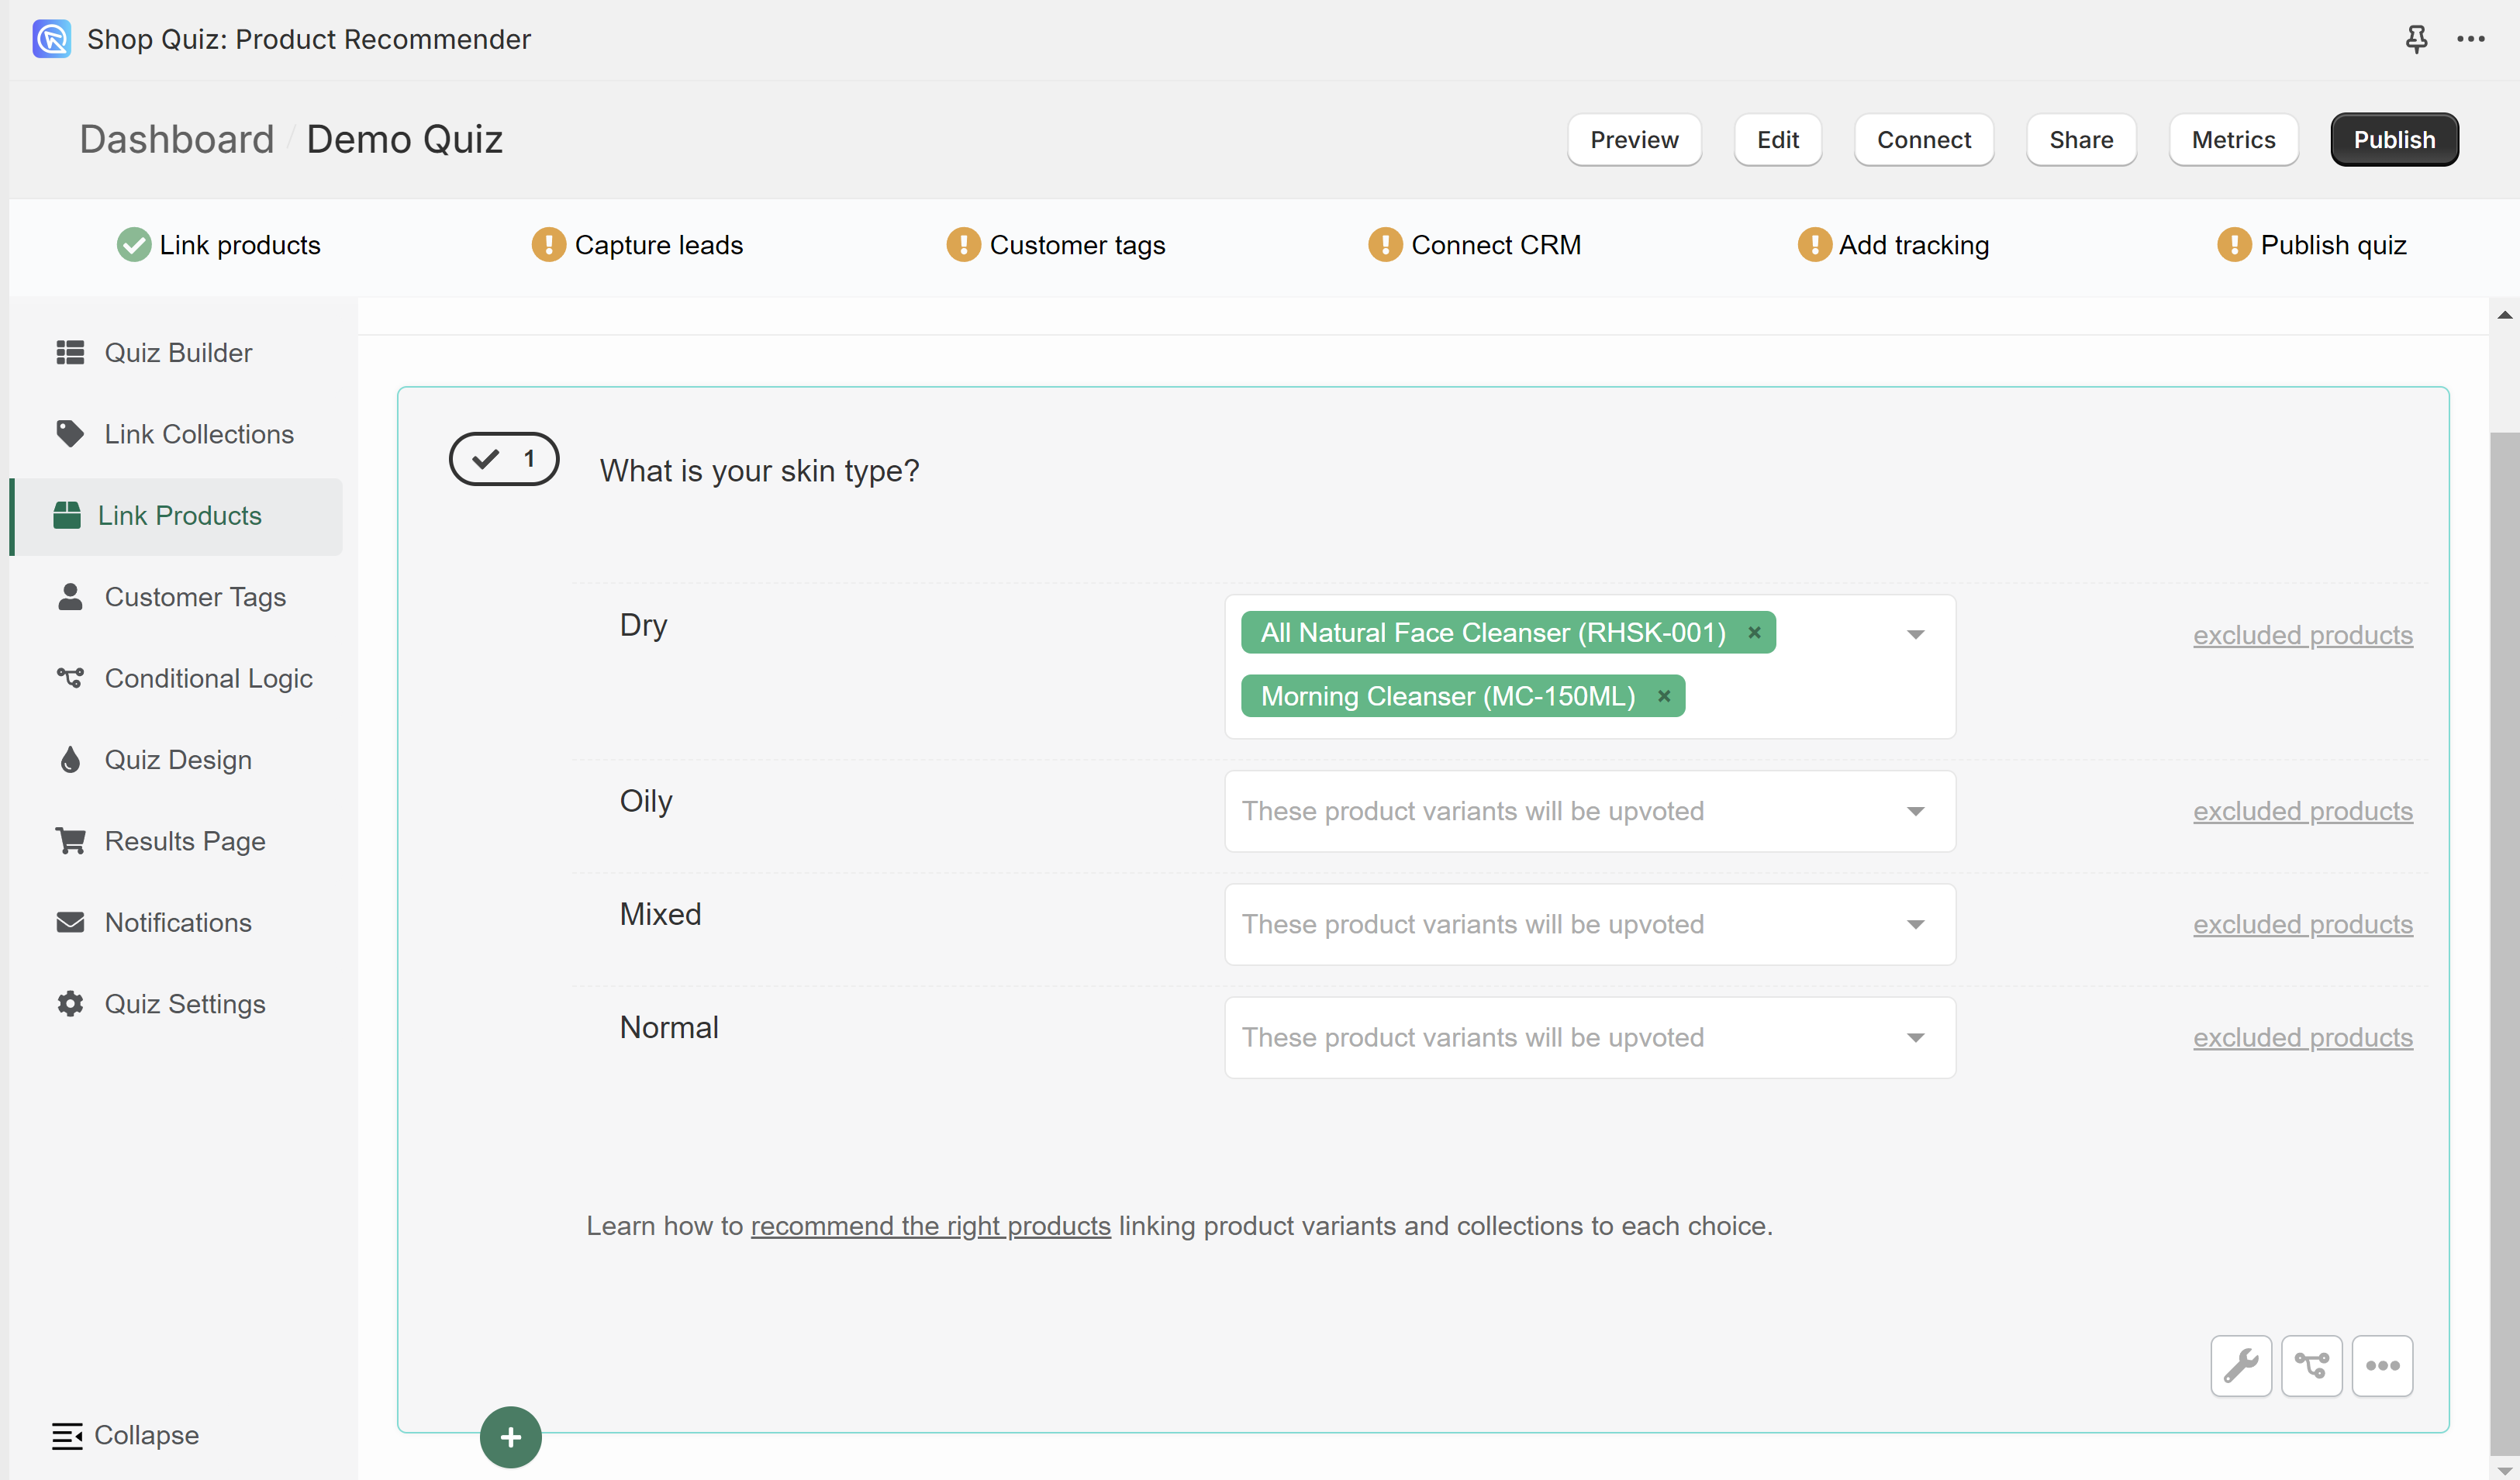 Shop Quiz: Product Recommender
Dashboard / Demo Quiz
Preview
Edit
Connect
Share
Metrics
Publish
Link products
Capture leads
Customer tags
Connect CRM
Add tracking
Publish quiz
Quiz Builder
Link Collections
Link Products
Customer Tags
Conditional Logic
Quiz Design
Results Page
Notifications
Quiz Settings
Collapse
1
What is your skin type?
Dry
All Natural Face Cleanser (RHSK-001) ×
Morning Cleanser (MC-150ML) ×
excluded products
Oily
These product variants will be upvoted
excluded products
Mixed
These product variants will be upvoted
excluded products
Normal
These product variants will be upvoted
excluded products
Learn how to recommend the right products linking product variants and collections to each choice.